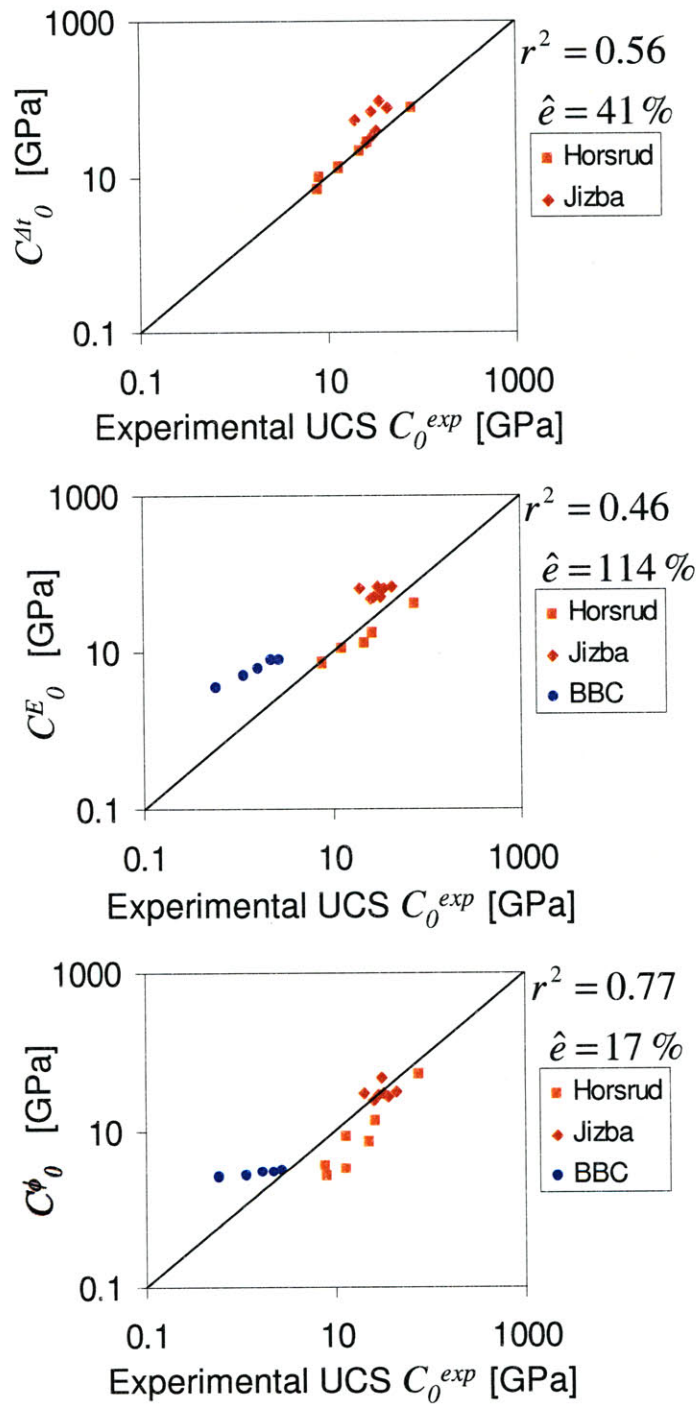 1000
r² = 0.56
ê = 41 %
Horsrud
Jizba
C^Δt_0 [GPa]
10
0.1
0.1 10 1000
Experimental UCS C_0^exp [GPa]
1000
r² = 0.46
ê = 114 %
Horsrud
Jizba
BBC
C^E_0 [GPa]
10
0.1
0.1 10 1000
Experimental UCS C_0^exp [GPa]
1000
r² = 0.77
ê = 17 %
Horsrud
Jizba
BBC
C^ϕ_0 [GPa]
10
0.1
0.1 10 1000
Experimental UCS C_0^exp [GPa]